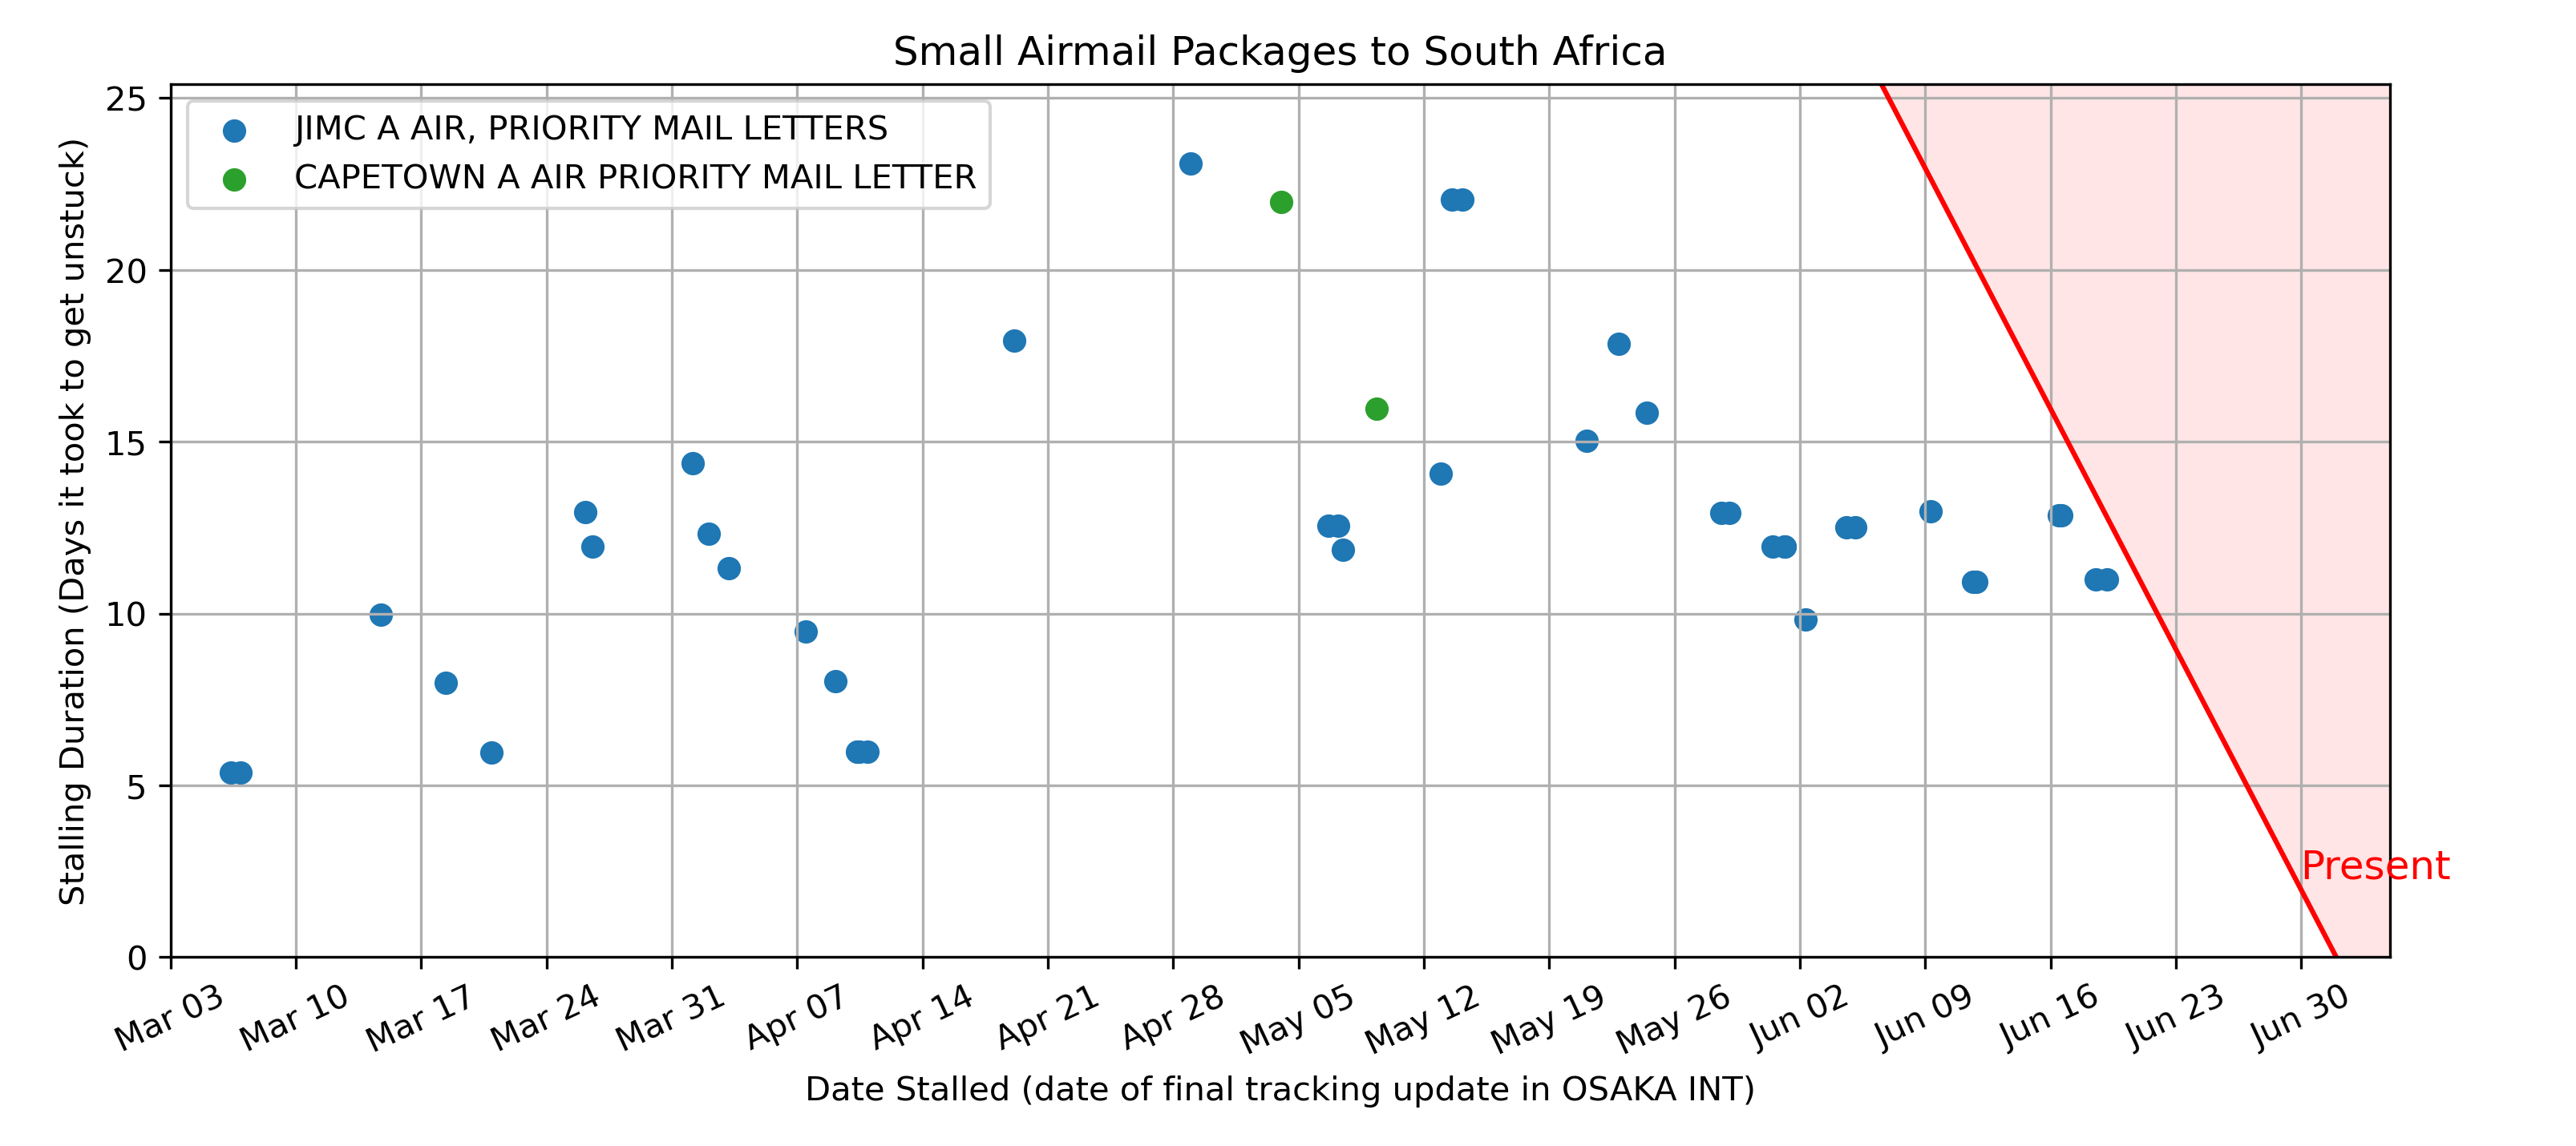 Small Airmail Packages to South Africa
JIMC A AIR, PRIORITY MAIL LETTERS
CAPETOWN A AIR PRIORITY MAIL LETTER
Stalling Duration (Days it took to get unstuck)
25
20
15
10
5
0
Present
Mar 03 Mar 10 Mar 17 Mar 24 Mar 31 Apr 07 Apr 14 Apr 21 Apr 28 May 05 May 12 May 19 May 26 Jun 02 Jun 09 Jun 16 Jun 23 Jun 30
Date Stalled (date of final tracking update in OSAKA INT)